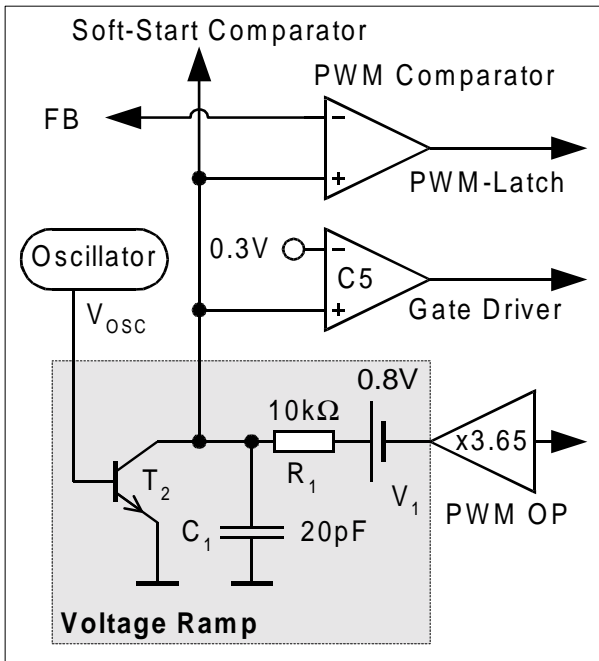 Soft-Start Comparator
PWM Comparator
FB
−
+
PWM-Latch
Oscillator
0.3V
−
C5
+
Gate Driver
VOSC
0.8V
10kΩ
x3.65
T2
R1
V1
PWM OP
C1
20pF
Voltage Ramp